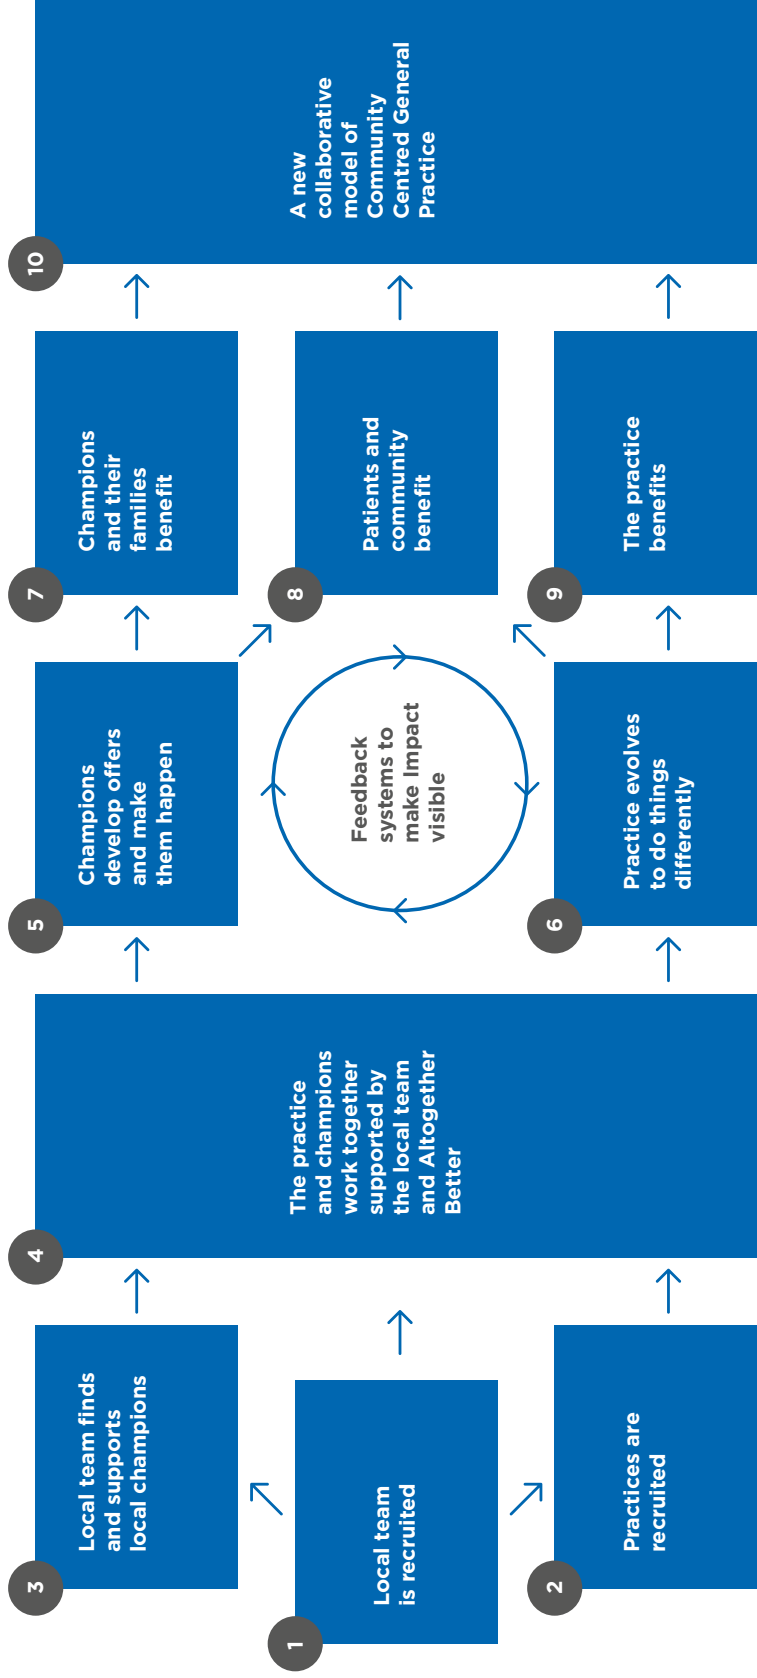 1
Local team
is recruited
2
Practices are
recruited
3
Local team finds
and supports
local champions
4
The practice
and champions
work together
supported by
the local team
and Altogether
Better
5
Champions
develop offers
and make
them happen
6
Practice evolves
to do things
differently
Feedback
systems to
make Impact
visible
7
Champions
and their
families
benefit
8
Patients and
community
benefit
9
The practice
benefits
10
A new
collaborative
model of
Community
Centred General
Practice